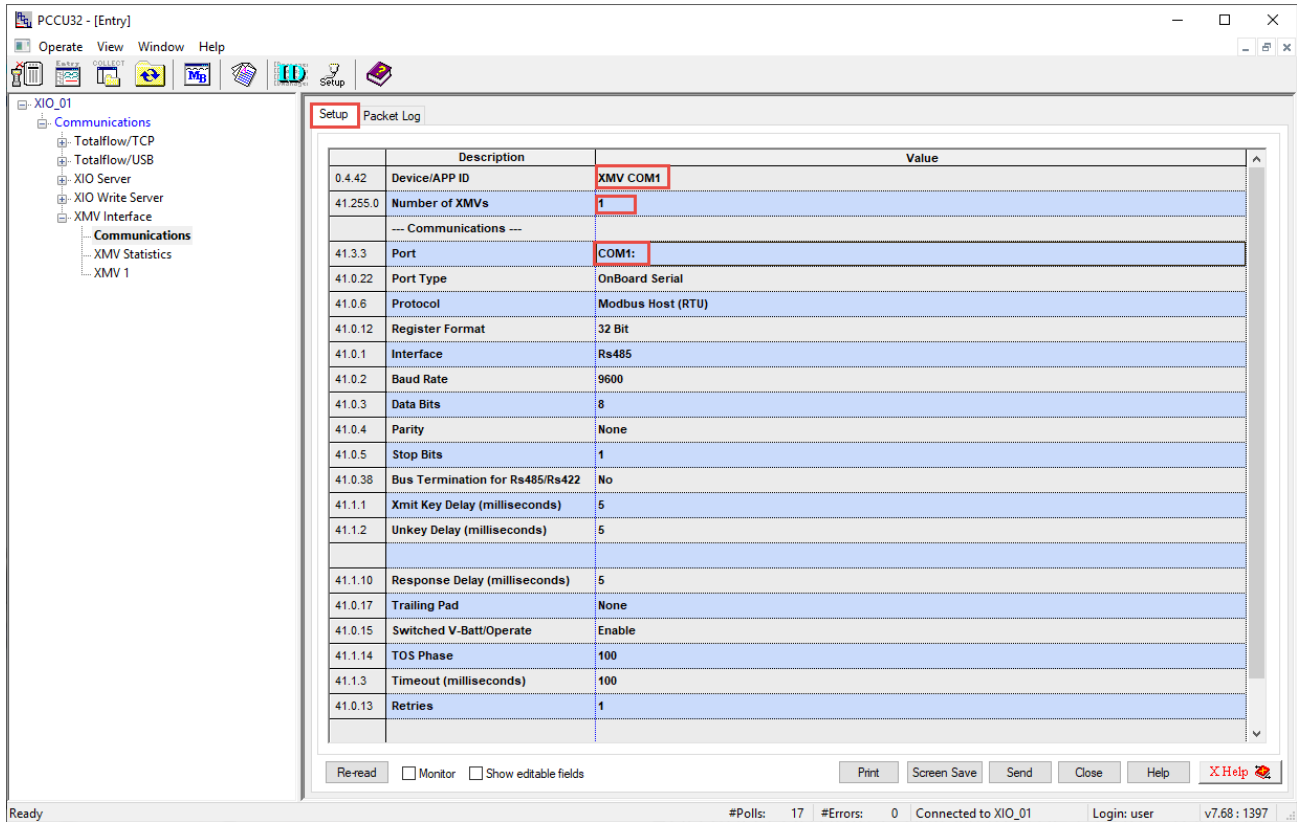 PCCU32 - [Entry]
Operate View Window Help
Entry COLLECT MB ID Setup
XIO_01
Communications
Totalflow/TCP
Totalflow/USB
XIO Server
XIO Write Server
XMV Interface
Communications
XMV Statistics
XMV 1
Setup Packet Log
Description Value
0.4.42 Device/APP ID XMV COM1
41.255.0 Number of XMVs 1
--- Communications ---
41.3.3 Port COM1:
41.0.22 Port Type OnBoard Serial
41.0.6 Protocol Modbus Host (RTU)
41.0.12 Register Format 32 Bit
41.0.1 Interface Rs485
41.0.2 Baud Rate 9600
41.0.3 Data Bits 8
41.0.4 Parity None
41.0.5 Stop Bits 1
41.0.38 Bus Termination for Rs485/Rs422 No
41.1.1 Xmit Key Delay (milliseconds) 5
41.1.2 Unkey Delay (milliseconds) 5
41.1.10 Response Delay (milliseconds) 5
41.0.17 Trailing Pad None
41.0.15 Switched V-Batt/Operate Enable
41.1.14 TOS Phase 100
41.1.3 Timeout (milliseconds) 100
41.0.13 Retries 1
Re-read Monitor Show editable fields Print Screen Save Send Close Help X Help
Ready #Polls: 17 #Errors: 0 Connected to XIO_01 Login: user v7.68 : 1397